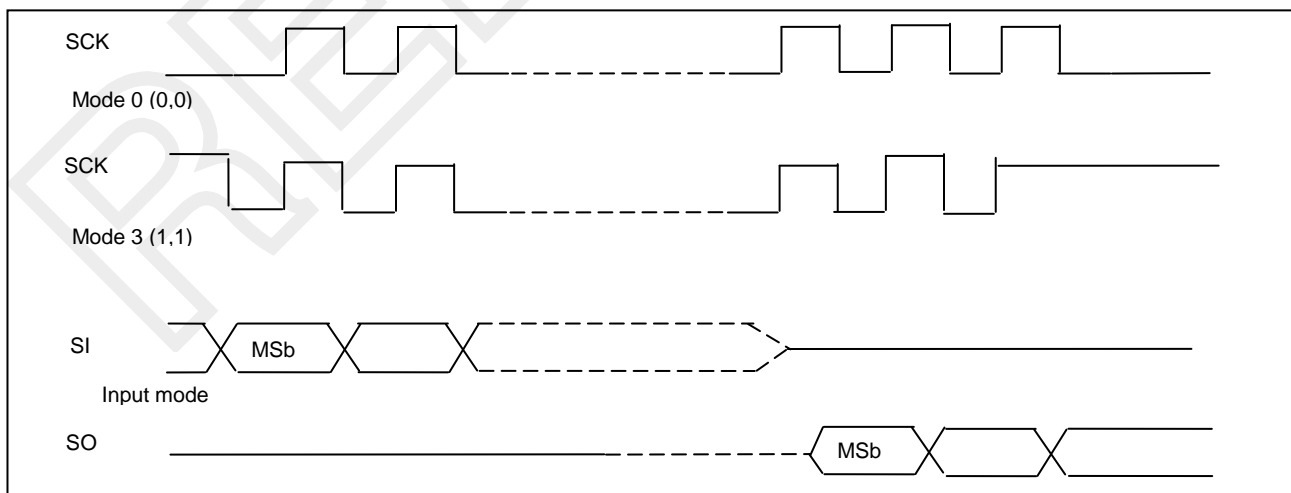 SCK
Mode 0 (0,0)
SCK
Mode 3 (1,1)
SI
MSb
Input mode
SO
MSb